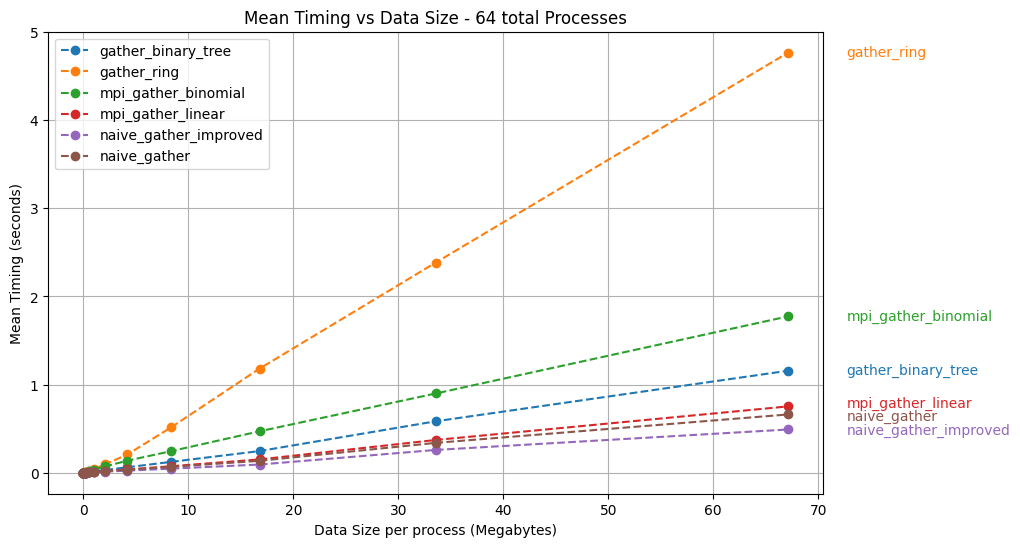 Mean Timing vs Data Size - 64 total Processes
gather_binary_tree
gather_ring
mpi_gather_binomial
mpi_gather_linear
naive_gather_improved
naive_gather
Mean Timing (seconds)
5
4
3
2
1
0
0
10
20
30
40
50
60
70
Data Size per process (Megabytes)
gather_ring
mpi_gather_binomial
gather_binary_tree
mpi_gather_linear
naive_gather
naive_gather_improved